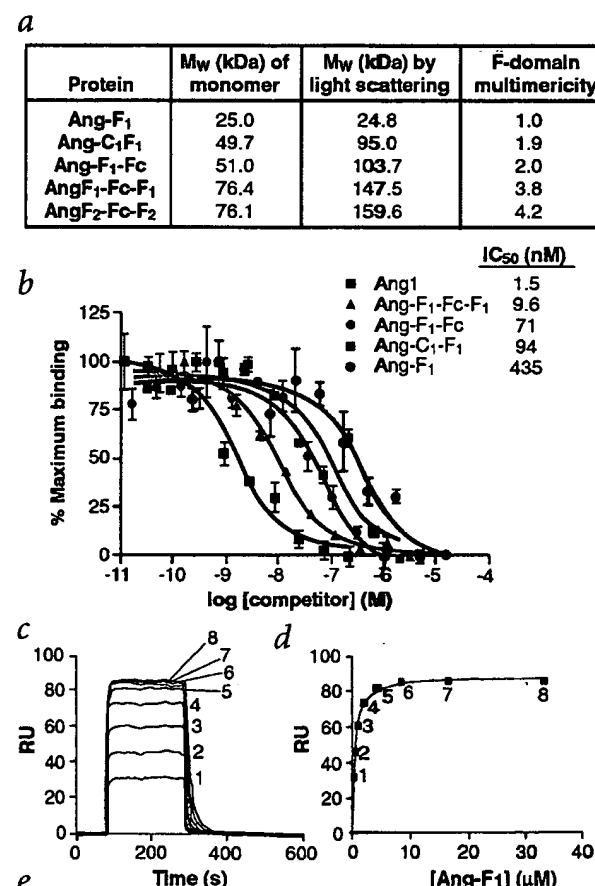 a
Protein | M_W (kDa) of monomer | M_W (kDa) by light scattering | F-domain multimericity
Ang-F₁ | 25.0 | 24.8 | 1.0
Ang-C₁F₁ | 49.7 | 95.0 | 1.9
Ang-F₁-Fc | 51.0 | 103.7 | 2.0
AngF₁-Fc-F₁ | 76.4 | 147.5 | 3.8
AngF₂-Fc-F₂ | 76.1 | 159.6 | 4.2
b
IC₅₀ (nM)
■ Ang1 1.5
▲ Ang-F₁-Fc-F₁ 9.6
● Ang-F₁-Fc 71
■ Ang-C₁-F₁ 94
● Ang-F₁ 435
% Maximum binding
125
100
75
50
25
0
-11 -10 -9 -8 -7 -6 -5 -4
log [competitor] (M)
c
RU
100
80
60
40
20
0
8
7
6
5
4
3
2
1
0 200 400 600
Time (s)
d
RU
100
80
60
40
20
0
1
2
3
4
5 6 7 8
0 10 20 30 40
[Ang-F₁] (μM)
e